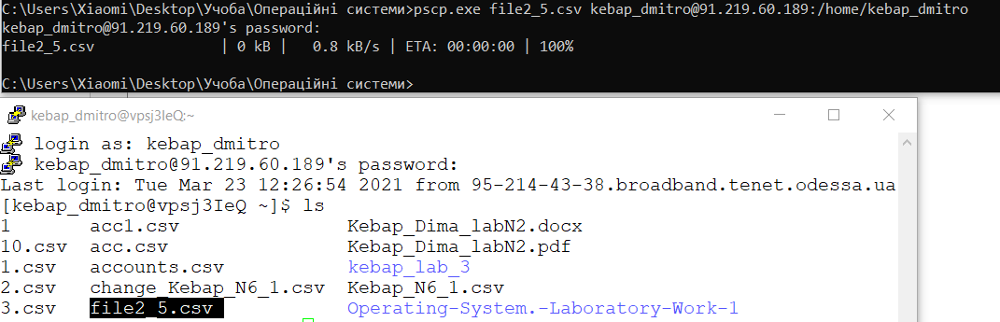 C:\Users\Xiaomi\Desktop\Учоба\Операційні системи>pscp.exe file2_5.csv kebap_dmitro@91.219.60.189:/home/kebap_dmitro
kebap_dmitro@91.219.60.189's password:
file2_5.csv | 0 kB | 0.8 kB/s | ETA: 00:00:00 | 100%
C:\Users\Xiaomi\Desktop\Учоба\Операційні системи>
kebap_dmitro@vpsj3IeQ:~
login as: kebap_dmitro
kebap_dmitro@91.219.60.189's password:
Last login: Tue Mar 23 12:26:54 2021 from 95-214-43-38.broadband.tenet.odessa.ua
[kebap_dmitro@vpsj3IeQ ~]$ ls
1 acc1.csv Kebap_Dima_labN2.docx
10.csv acc.csv Kebap_Dima_labN2.pdf
1.csv accounts.csv kebap_lab_3
2.csv change_Kebap_N6_1.csv Kebap_N6_1.csv
3.csv file2_5.csv Operating-System.-Laboratory-Work-1